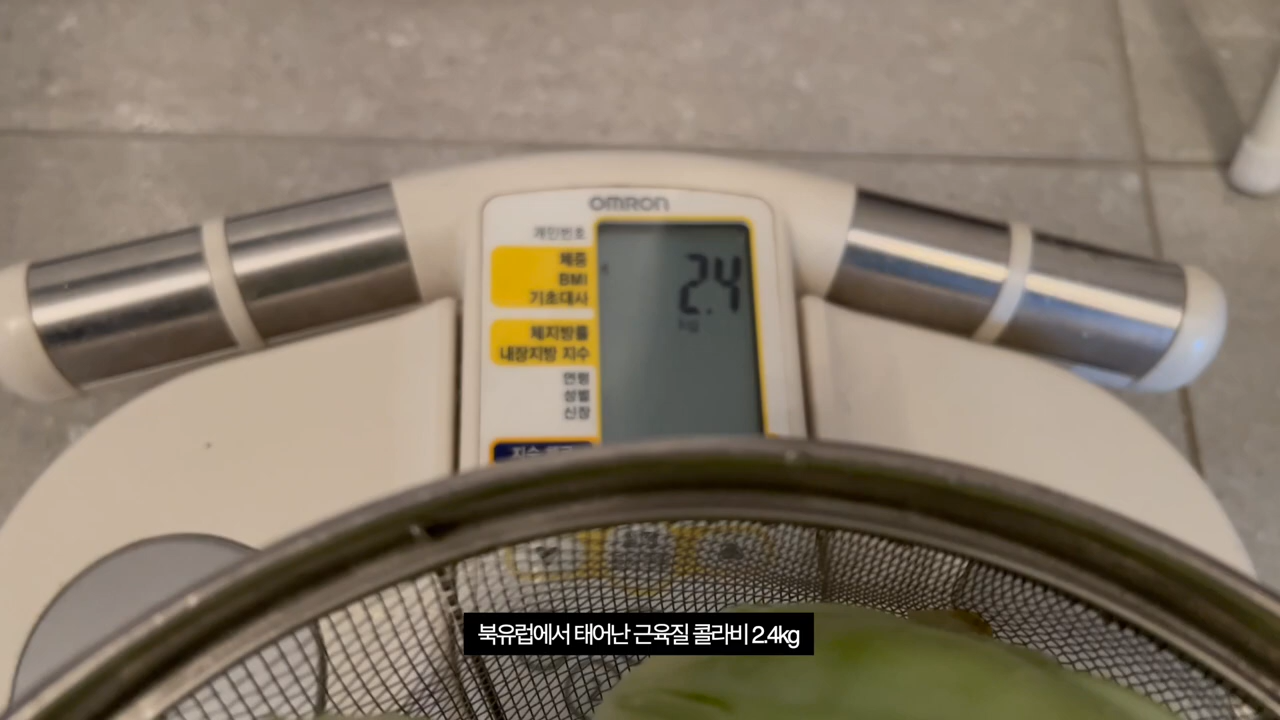 OMRON
개인번호
체중
BMI
기초대사
2.4
kg
체지방률
내장지방 지수
연령
성별
신장
북유럽에서 태어난 근육질 콜라비 2.4kg